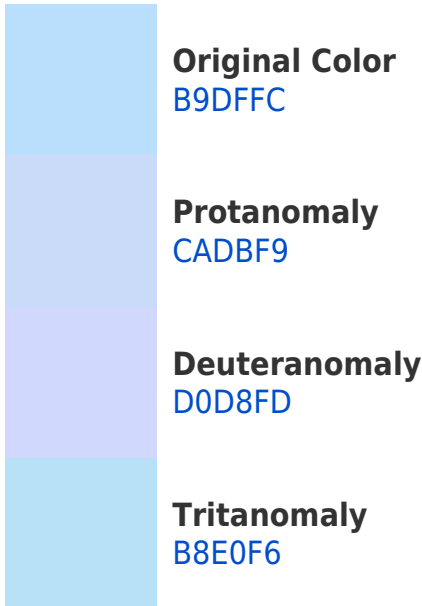 Original Color
B9DFFC
Protanomaly
CADBF9
Deuteranomaly
D0D8FD
Tritanomaly
B8E0F6